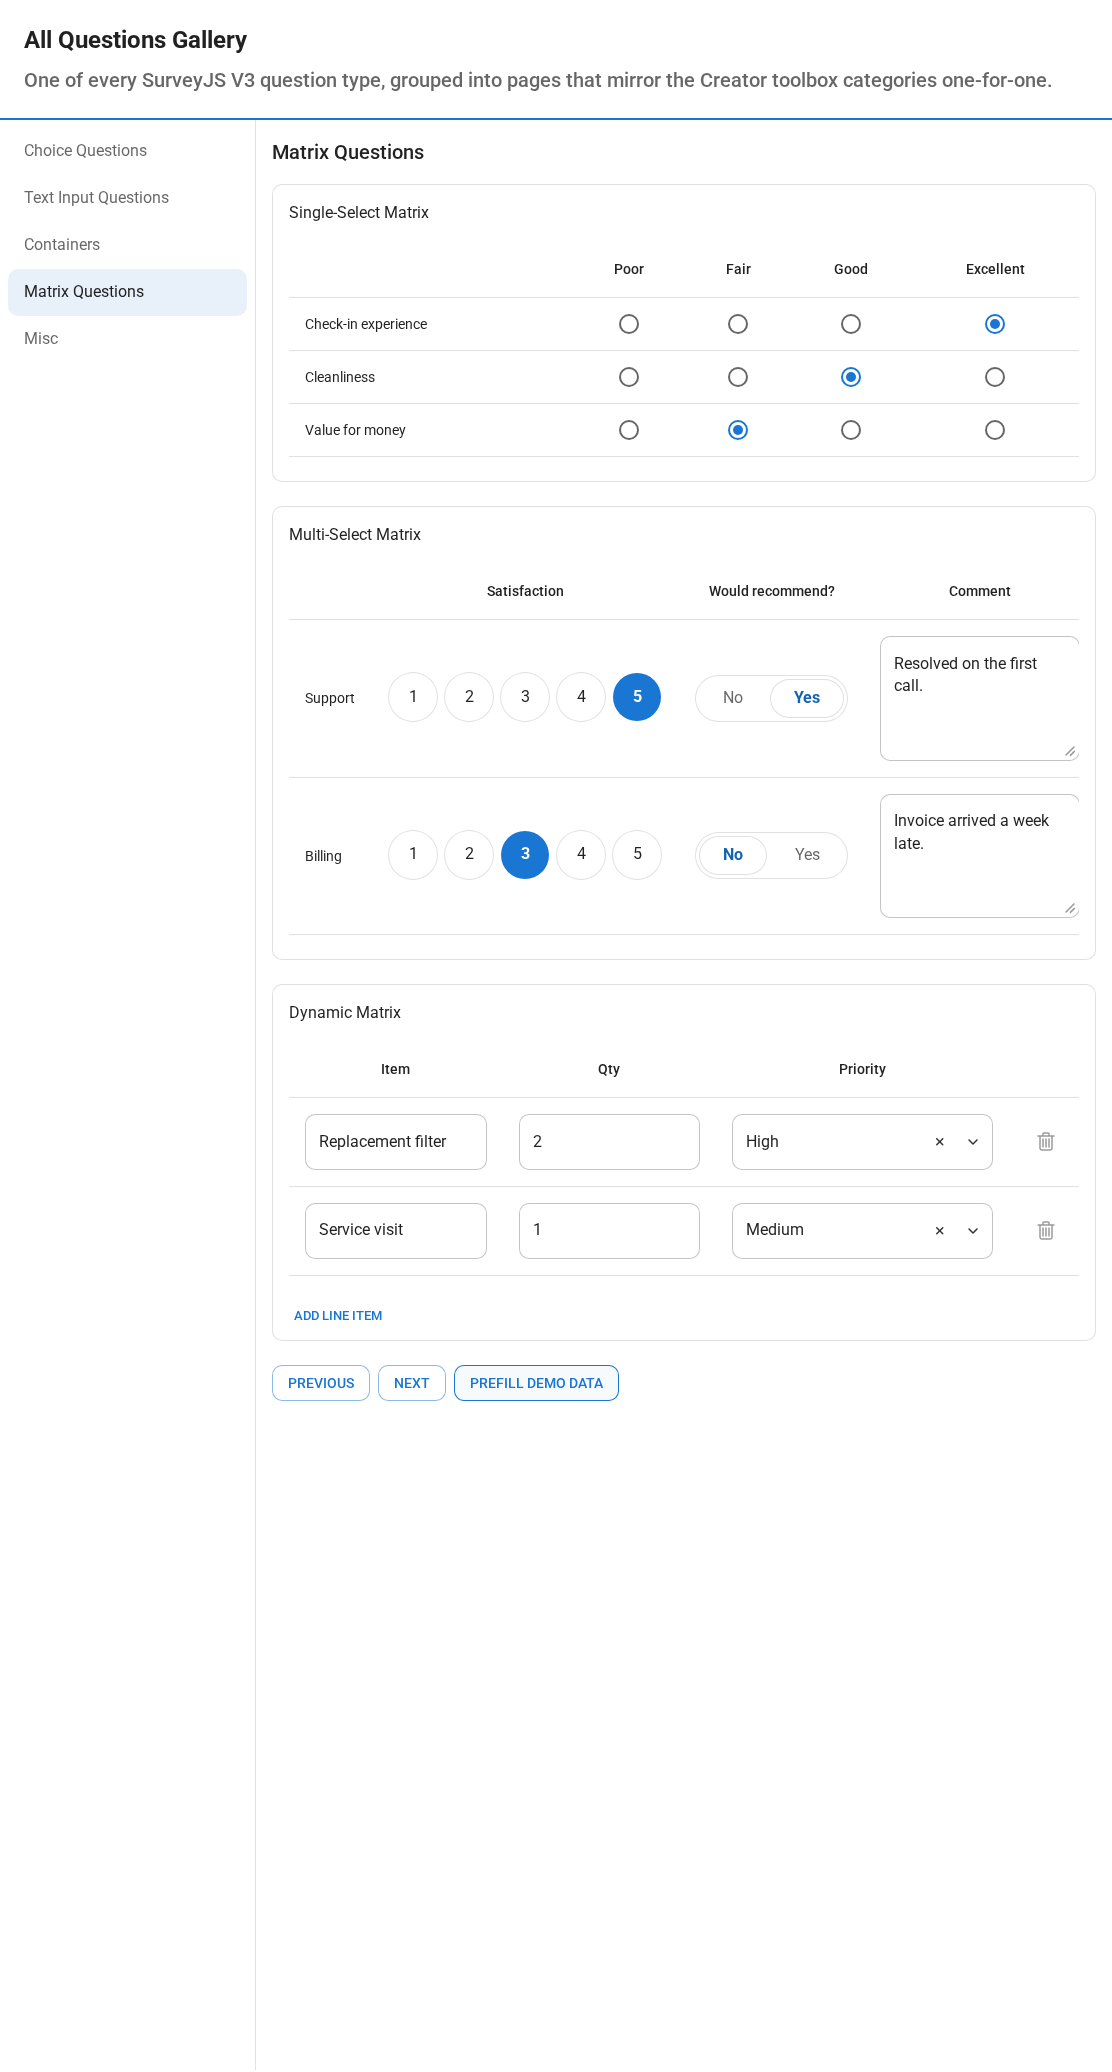 All Questions Gallery
One of every SurveyJS V3 question type, grouped into pages that mirror the Creator toolbox categories one-for-one.
Choice Questions
Text Input Questions
Containers
Matrix Questions
Misc
Matrix Questions
Single-Select Matrix
Poor Fair Good Excellent
Check-in experience
Cleanliness
Value for money
Multi-Select Matrix
Satisfaction Would recommend? Comment
Support 1 2 3 4 5 No Yes
Resolved on the first
call.
Billing 1 2 3 4 5 No Yes
Invoice arrived a week
late.
Dynamic Matrix
Item Qty Priority
Replacement filter 2 High
Service visit 1 Medium
ADD LINE ITEM
PREVIOUS NEXT PREFILL DEMO DATA